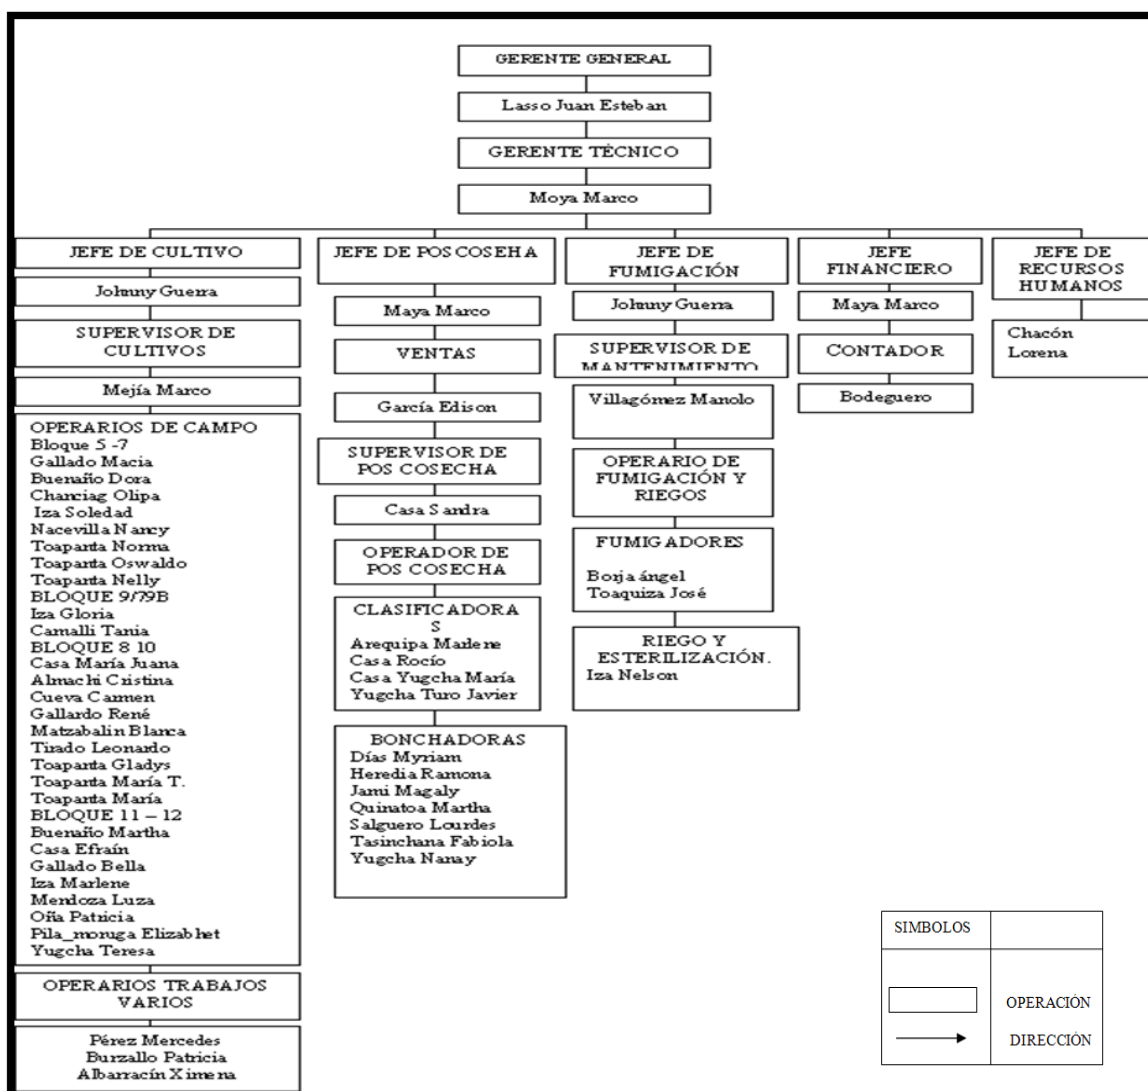 GERENTE GENERAL
Lasso Juan Esteban
GERENTE TÉCNICO
Moya Marco
JEFE DE CULTIVO
Johnny Guerra
SUPERVISOR DE
CULTIVOS
Mejía Marco
OPERARIOS DE CAMPO
Bloque 5 -7
Gallado Macia
Buenaño Dora
Chanciag Olipa
Iza Soledad
Nacevilla Nancy
Toapanta Norma
Toapanta Oswaldo
Toapanta Nelly
BLOQUE 9/79B
Iza Gloria
Camalli Tania
BLOQUE 8 10
Casa María Juana
Almachi Cristina
Cueva Carmen
Gallardo René
Matzabalin Blanca
Tirado Leonardo
Toapanta Gladys
Toapanta María T.
Toapanta María
BLOQUE 11 – 12
Buenaño Martha
Casa Efraín
Gallado Bella
Iza Marlene
Mendoza Luza
Oña Patricia
Pila_moruga Elizabhet
Yugcha Teresa
OPERARIOS TRABAJOS
VARIOS
Pérez Mercedes
Burzallo Patricia
Albarracín Ximena
JEFE DE POS COSEHA
Maya Marco
VENTAS
García Edison
SUPERVISOR DE
POS COSECHA
Casa Sandra
OPERADOR DE
POS COSECHA
CLASIFICADORA
S
Arequipa Marlene
Casa Rocío
Casa Yugcha María
Yugcha Turo Javier
BONCHADORAS
Días Myriam
Heredia Ramona
Jami Magaly
Quinatoa Martha
Salguero Lourdes
Tasinchana Fabiola
Yugcha Nanay
JEFE DE
FUMIGACIÓN
Johnny Guerra
SUPERVISOR DE
MANTENIMIENTO
Villagómez Manolo
OPERARIO DE
FUMIGACIÓN Y
RIEGOS
FUMIGADORES
Borja ángel
Toaquiza José
RIEGO Y
ESTERILIZACIÓN.
Iza Nelson
JEFE
FINANCIERO
Maya Marco
CONTADOR
Bodeguero
JEFE DE
RECURSOS
HUMANOS
Chacón
Lorena
SIMBOLOS
OPERACIÓN
DIRECCIÓN